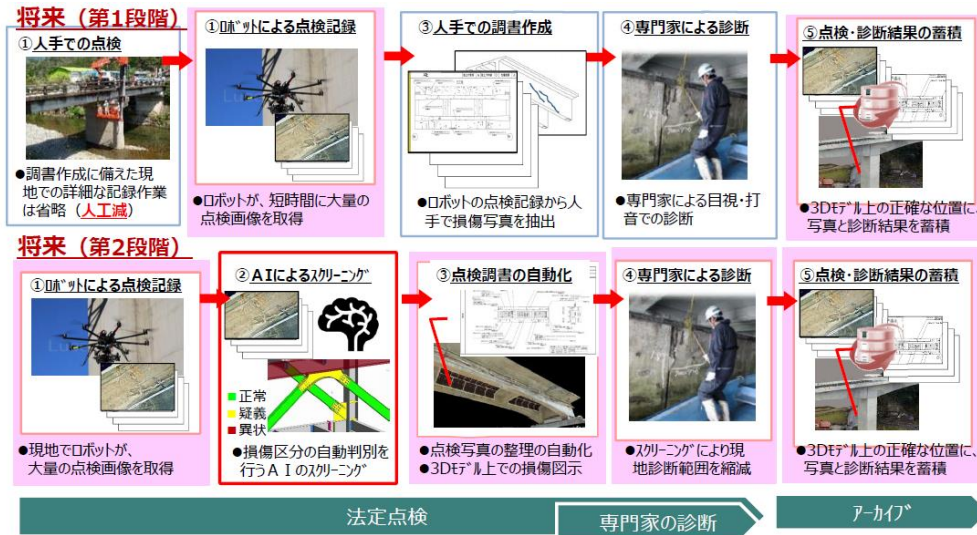 将来（第1段階）
①人手での点検
①ﾛﾎﾞｯﾄによる点検記録
③人手での調書作成
④専門家による診断
⑤点検・診断結果の蓄積
●調書作成に備えた現
地での詳細な記録作業
は省略（人工減）
●ﾛﾎﾞｯﾄが、短時間に大量の
点検画像を取得
●ﾛﾎﾞｯﾄの点検記録から人
手で損傷写真を抽出
●専門家による目視・打
音での診断
●3Dﾓﾃﾞﾙ上の正確な位置に、
写真と診断結果を蓄積
将来（第2段階）
①ﾛﾎﾞｯﾄによる点検記録
②ＡＩによるｽｸﾘｰﾆﾝｸﾞ
③点検調書の自動化
④専門家による診断
⑤点検・診断結果の蓄積
正常
疑義
異状
●現地でﾛﾎﾞｯﾄが、
大量の点検画像を取得
●損傷区分の自動判別を
行うＡＩのｽｸﾘｰﾆﾝｸﾞ
●点検写真の整理の自動化
●3Dﾓﾃﾞﾙ上での損傷図示
●ｽｸﾘｰﾆﾝｸﾞにより現
地診断範囲を縮減
●3Dﾓﾃﾞﾙ上の正確な位置に、
写真と診断結果を蓄積
法定点検
専門家の診断
ｱｰｶｲﾌﾞ